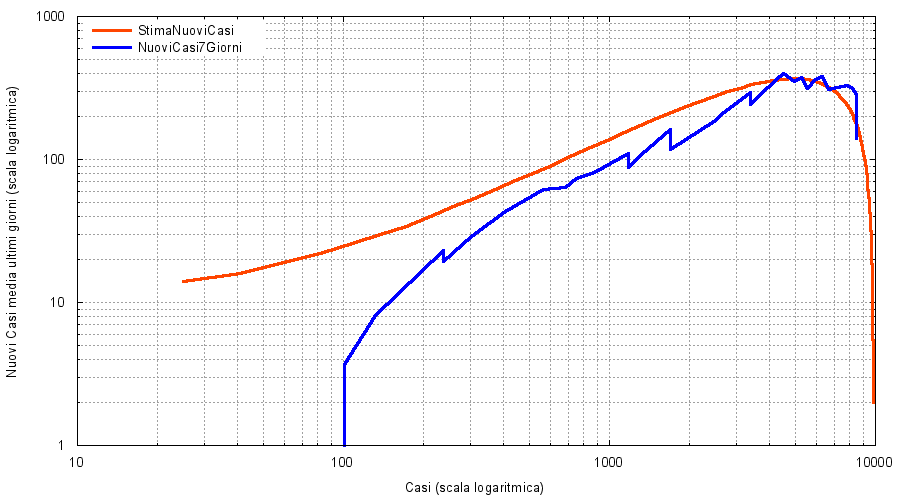 1000
StimaNuoviCasi
NuoviCasi7Giorni
100
10
1
Nuovi Casi media ultimi giorni (scala logaritmica)
10
100
1000
10000
Casi (scala logaritmica)